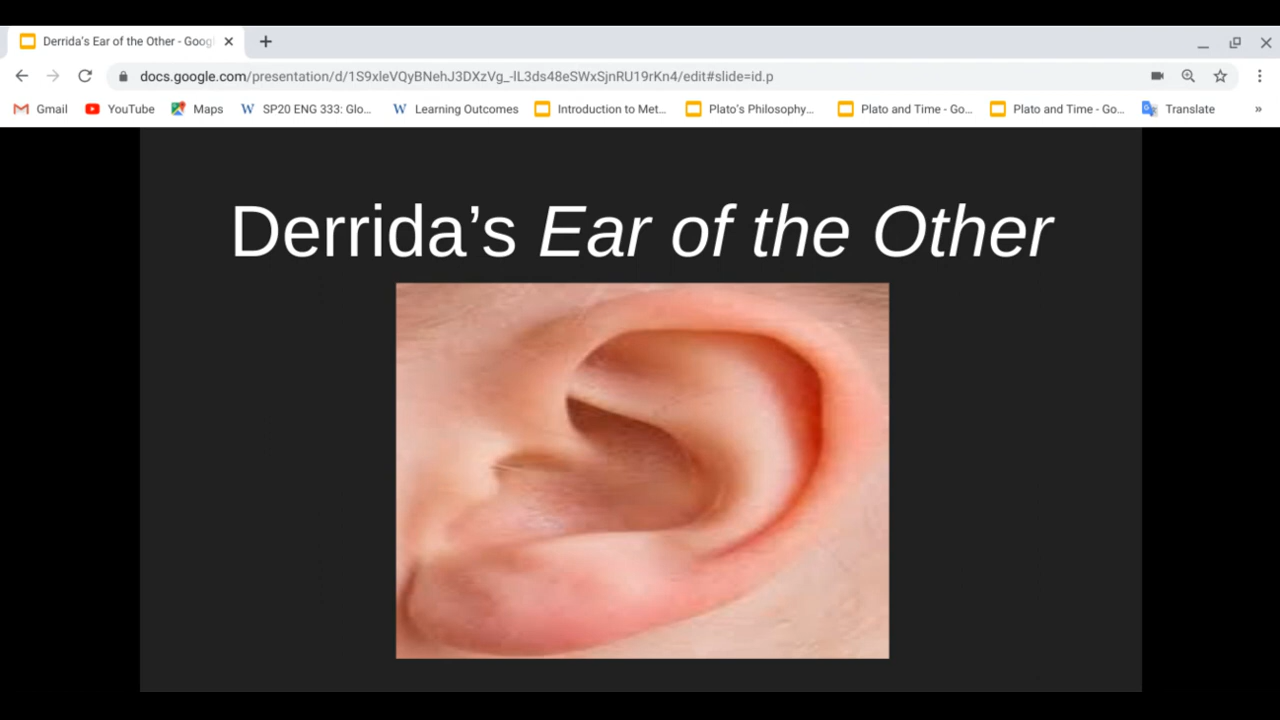 Derrida's Ear of the Other - Goog
docs.google.com/presentation/d/1S9xleVQyBNehJ3DXzVg_-lL3ds48eSWxSjnRU19rKn4/edit#slide=id.p
Gmail YouTube Maps SP20 ENG 333: Glo... Learning Outcomes Introduction to Met... Plato's Philosophy... Plato and Time - Go... Plato and Time - Go... Translate »
Derrida's Ear of the Other